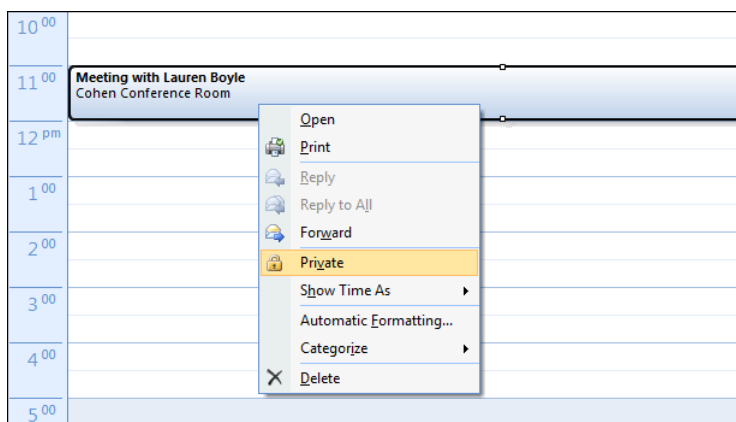 10 00
11 00
Meeting with Lauren Boyle
Cohen Conference Room
Open
12 pm
Print
Reply
1 00
Reply to All
Forward
2 00
Private
Show Time As
3 00
Automatic Formatting...
Categorize
4 00
Delete
5 00